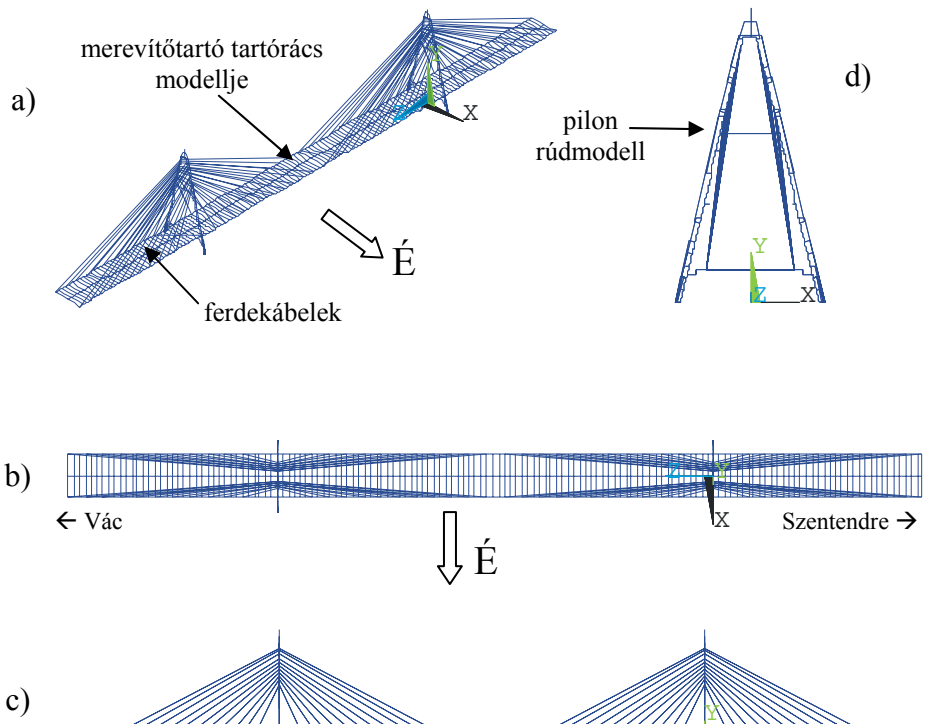 a)
merevítőtartó tartórács
modellje
Y
Z
X
É
ferdekábelek
d)
pilon
rúdmodell
Y
Z
X
b)
Z
Y
X
← Vác
Szentendre →
É
c)
Y